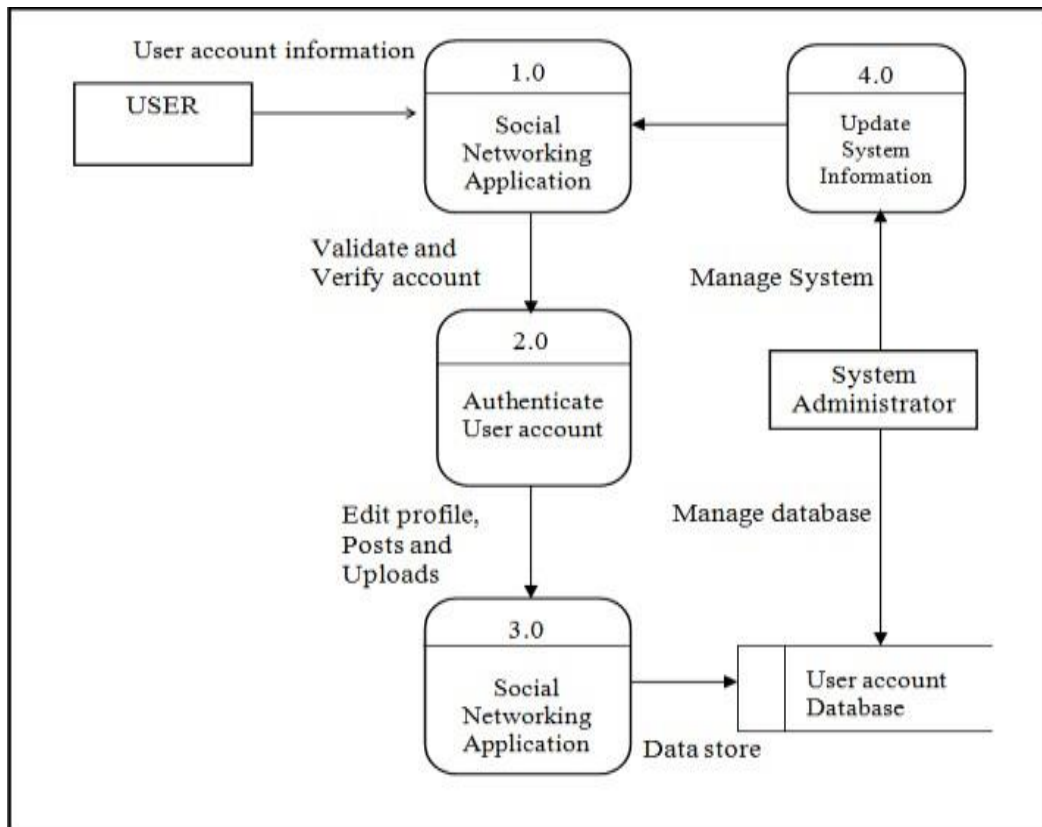 User account information
USER
1.0
Social
Networking
Application
4.0
Update
System
Information
Validate and
Verify account
Manage System
2.0
Authenticate
User account
System
Administrator
Edit profile,
Posts and
Uploads
Manage database
3.0
Social
Networking
Application
Data store
User account
Database